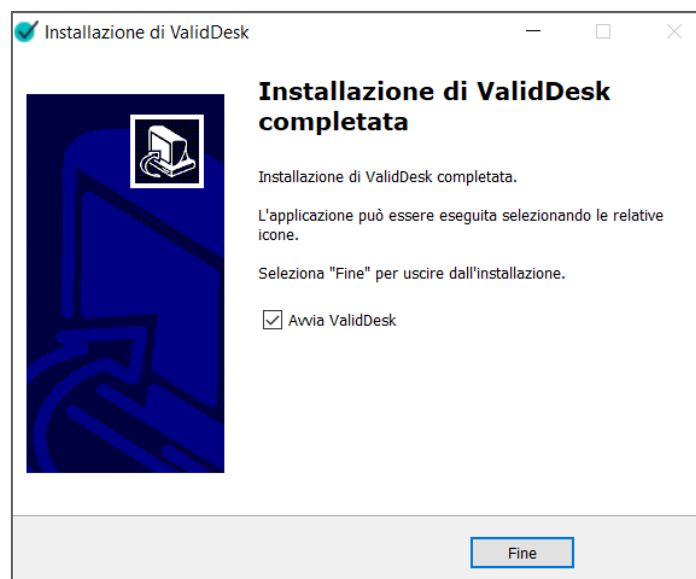 Installazione di ValidDesk
Installazione di ValidDesk
completata
Installazione di ValidDesk completata.
L'applicazione può essere eseguita selezionando le relative
icone.
Seleziona "Fine" per uscire dall'installazione.
Avvia ValidDesk
Fine